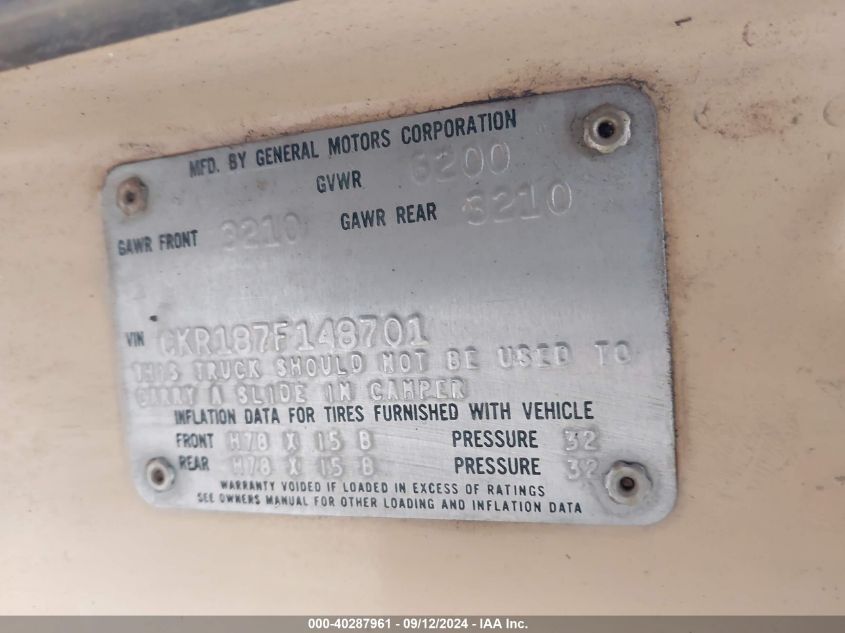 MFD. BY GENERAL MOTORS CORPORATION
GVWR 6200
GAWR FRONT 3210 GAWR REAR 3210
VIN CKR187F148701
THIS TRUCK SHOULD NOT BE USED TO
CARRY A SLIDE IN CAMPER
INFLATION DATA FOR TIRES FURNISHED WITH VEHICLE
FRONT H78 X 15 B PRESSURE 32
REAR H78 X 15 B PRESSURE 32
WARRANTY VOIDED IF LOADED IN EXCESS OF RATINGS
SEE OWNERS MANUAL FOR OTHER LOADING AND INFLATION DATA
000-40287961 - 09/12/2024 - IAA Inc.